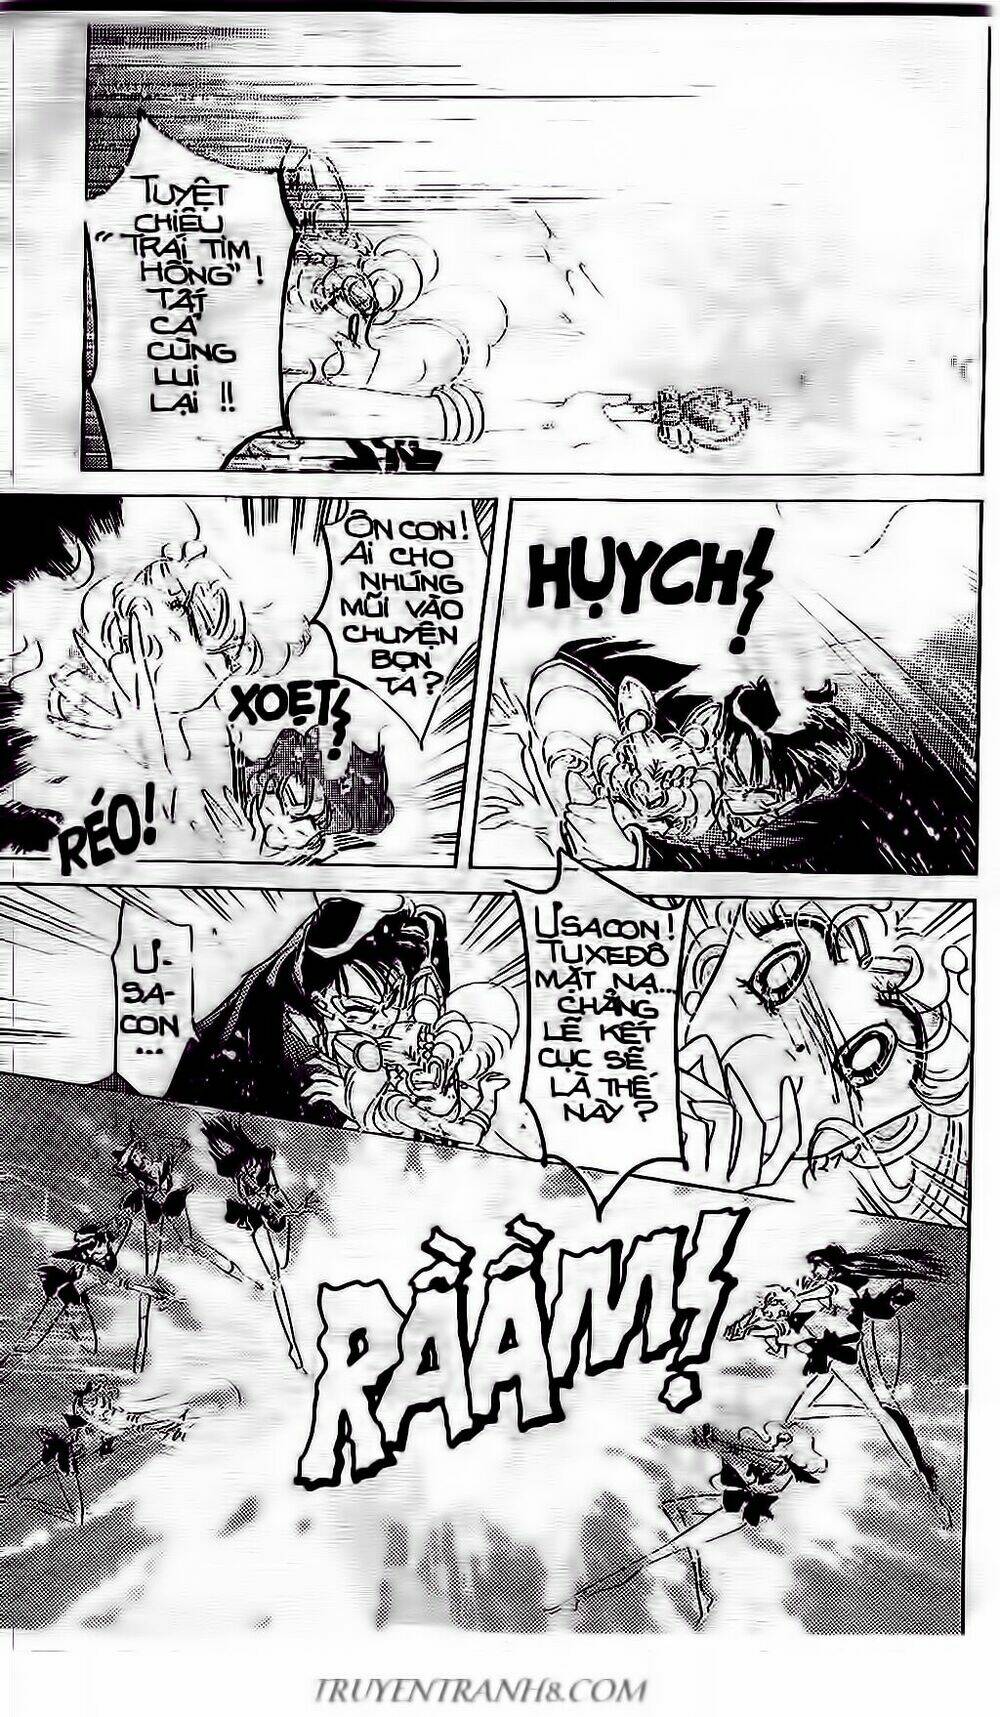 TUYỆT
CHIÊU
"TRÁI TIM
HỒNG"!
TẤT
CẢ
CÙNG
LUI
LẠI!!
ÔN CON!
AI CHO
NHÚNG
MŨI VÀO
CHUYỆN
BỌN
TA?
XOẸT!
RÉO!
HỤYCH!
U-
SA-
CON
...
USACON!
TUXEĐÔ
MẶT NẠ...
CHẲNG
LẼ KẾT
CỤC SẼ
LÀ THẾ
NÀY?
RẦẦM!
TRUYENTRANH8.COM